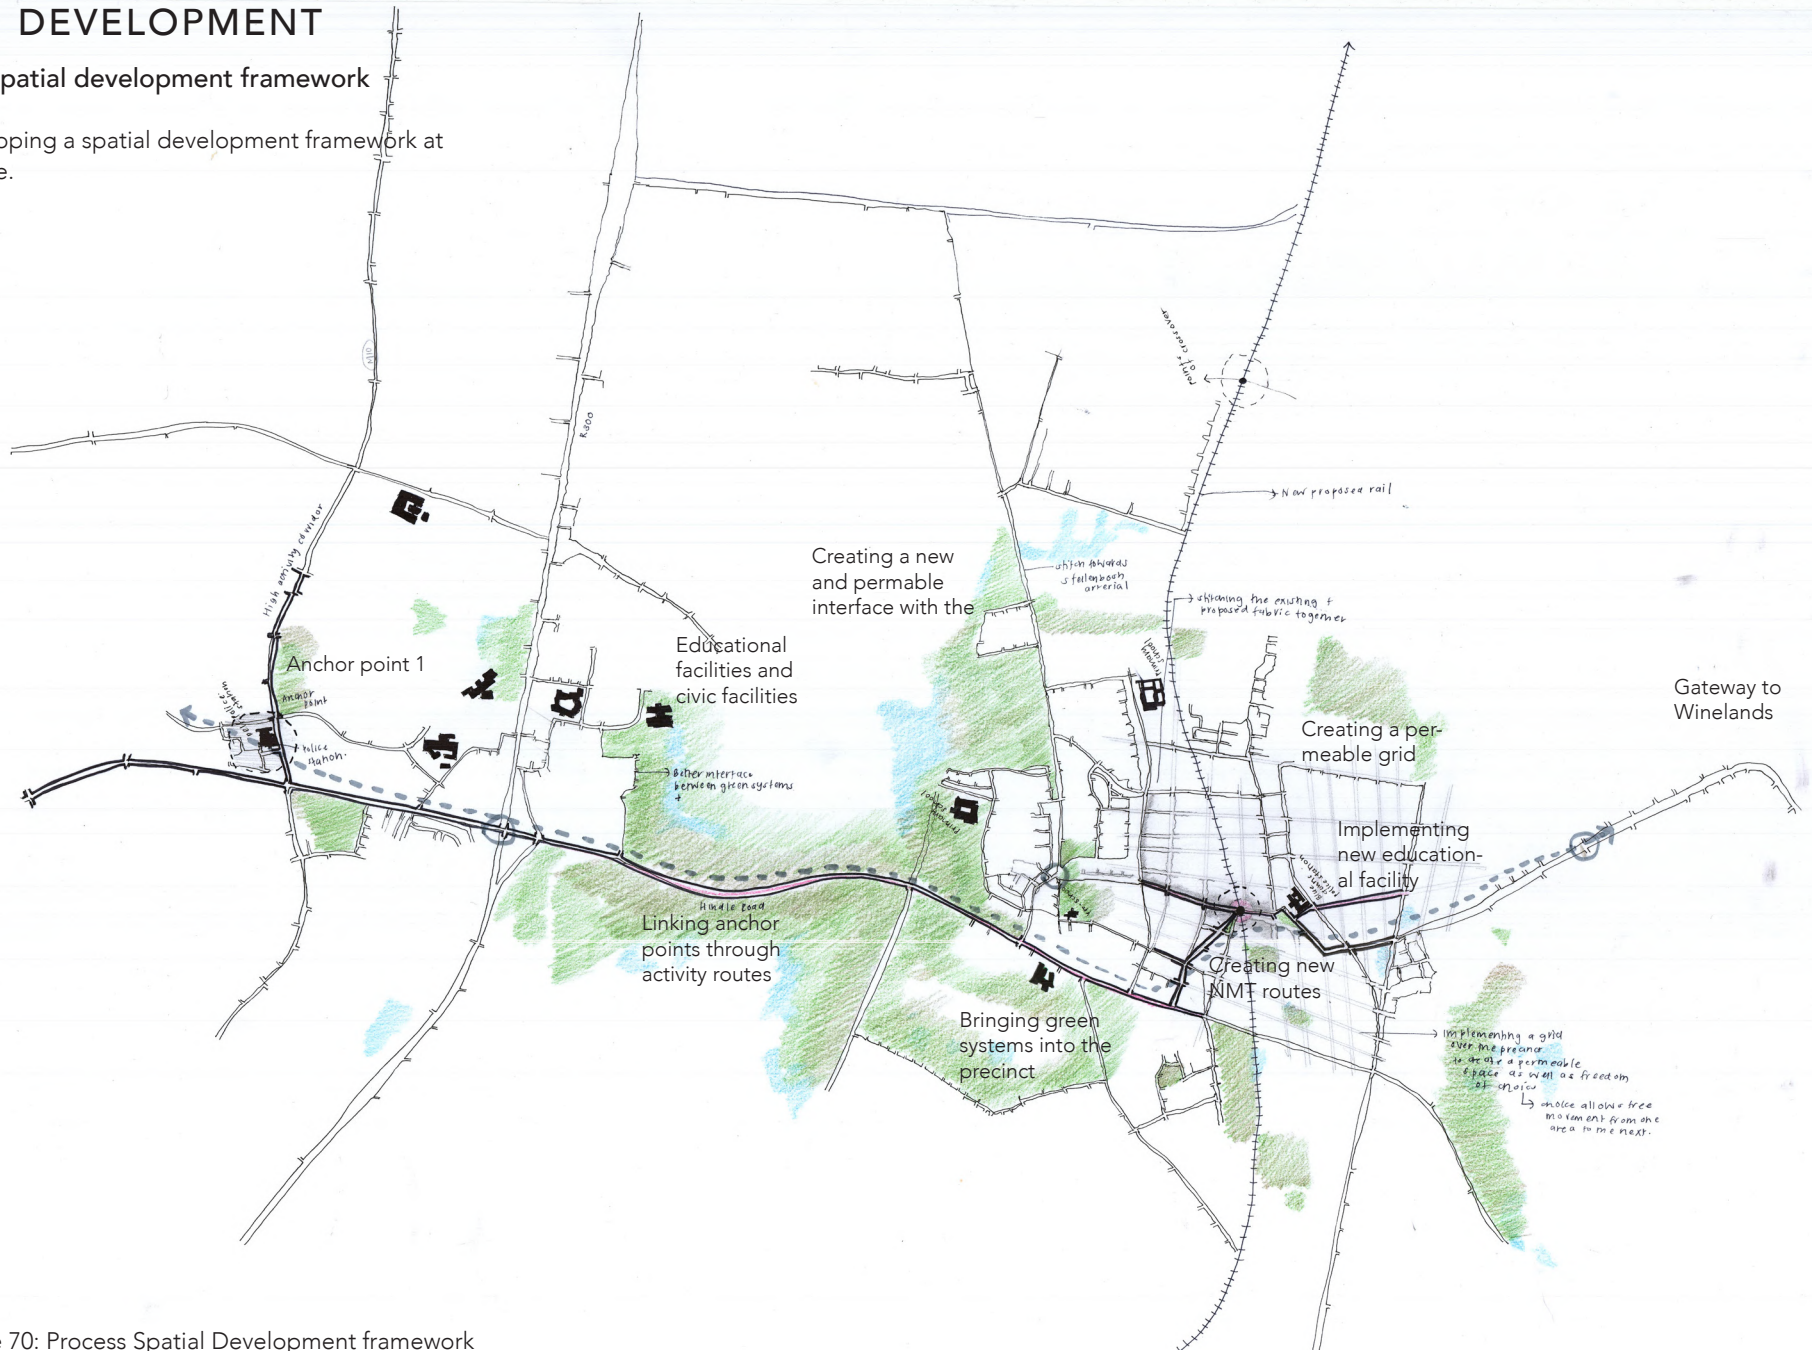 DEVELOPMENT
patial development framework
oping a spatial development framework at
e.
M10
R300
point of crossover
New proposed rail
High activity corridor
Creating a new
and permable
interface with the
stitch towards
stellenbosh
arterial
stitching the existing +
proposed fabric together
Anchor point 1
Anchor
point
police
station
Educational
facilities and
civic facilities
Gateway to
Winelands
Creating a per-
meable grid
Better interface
between green systems
+
primary school
Implementing
new education-
al facility
Hindle Road
Linking anchor
points through
activity routes
Creating new
NMT routes
Bringing green
systems into the
precinct
Implementing a grid
over the precinct
to create a permeable
space as well as freedom
of choice
choice allows free
movement from one
area to the next.
e 70: Process Spatial Development framework